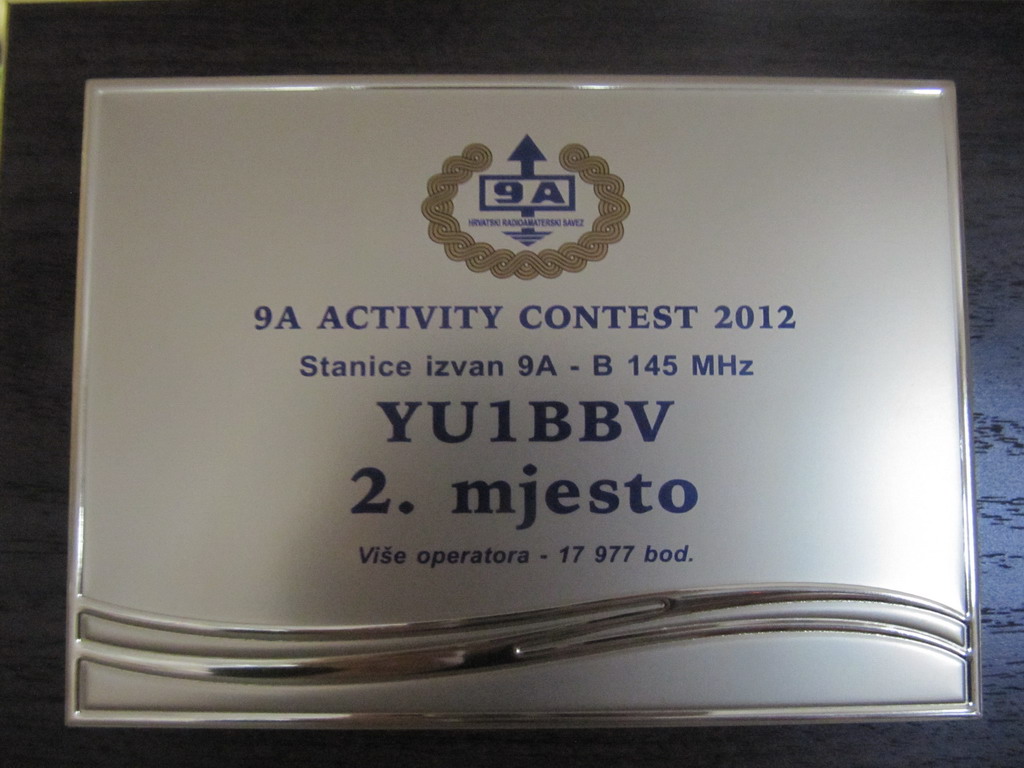 9A
HRVATSKI RADIOAMATERSKI SAVEZ
9A ACTIVITY CONTEST 2012
Stanice izvan 9A - B 145 MHz
YU1BBV
2. mjesto
Više operatora - 17 977 bod.